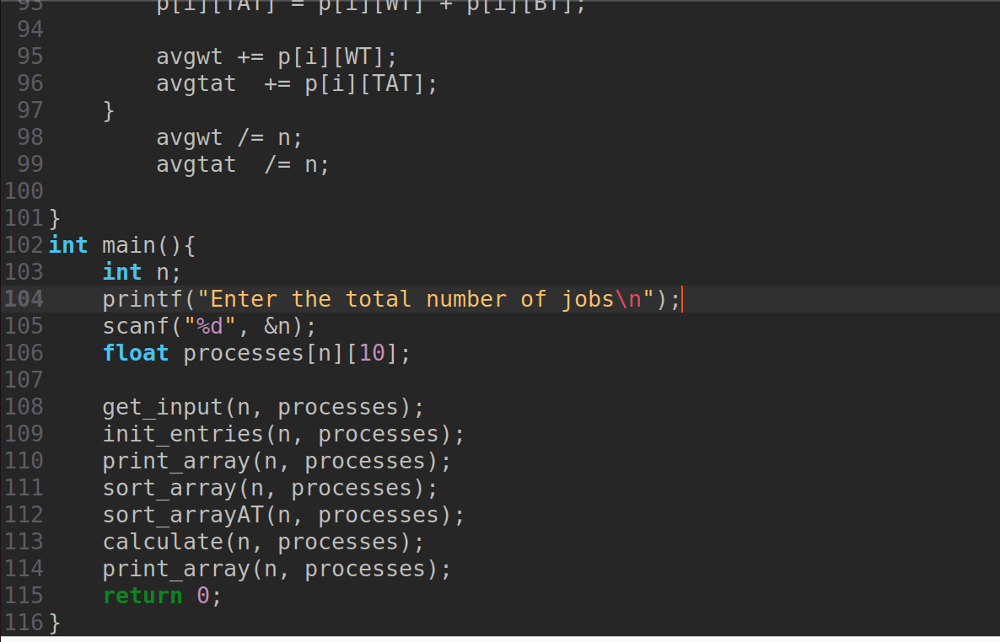 93        p[i][TAT] = p[i][WT] + p[i][BT];
94
95        avgwt += p[i][WT];
96        avgtat  += p[i][TAT];
97    }
98        avgwt /= n;
99        avgtat  /= n;
100
101}
102int main(){
103    int n;
104    printf("Enter the total number of jobs\n");
105    scanf("%d", &n);
106    float processes[n][10];
107
108    get_input(n, processes);
109    init_entries(n, processes);
110    print_array(n, processes);
111    sort_array(n, processes);
112    sort_arrayAT(n, processes);
113    calculate(n, processes);
114    print_array(n, processes);
115    return 0;
116}